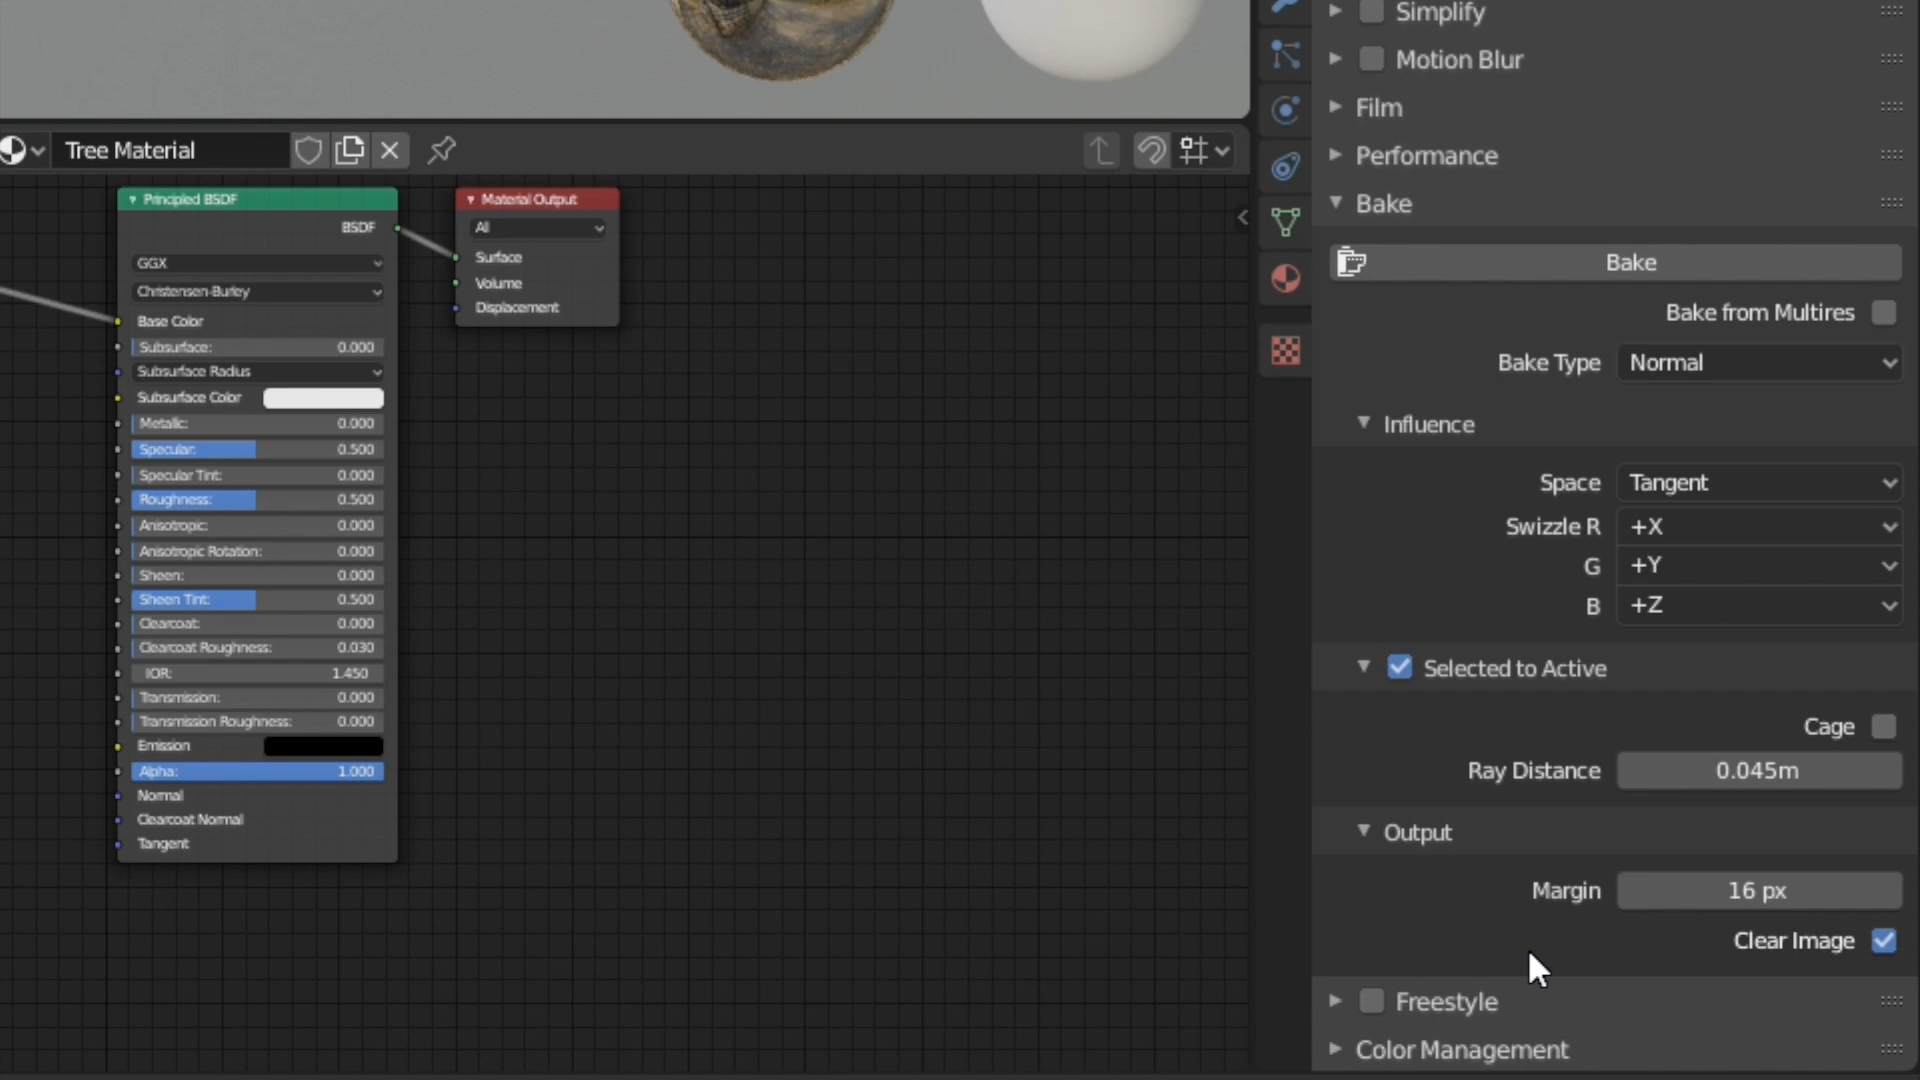 Tree Material
Principled BSDF
BSDF
GGX
Christensen-Burley
Base Color
Subsurface: 0.000
Subsurface Radius
Subsurface Color
Metallic: 0.000
Specular: 0.500
Specular Tint: 0.000
Roughness: 0.500
Anisotropic: 0.000
Anisotropic Rotation: 0.000
Sheen: 0.000
Sheen Tint: 0.500
Clearcoat: 0.000
Clearcoat Roughness: 0.030
IOR: 1.450
Transmission: 0.000
Transmission Roughness: 0.000
Emission
Alpha: 1.000
Normal
Clearcoat Normal
Tangent
Material Output
All
Surface
Volume
Displacement
Simplify
Motion Blur
Film
Performance
Bake
Bake
Bake from Multires
Bake Type Normal
Influence
Space Tangent
Swizzle R +X
G +Y
B +Z
Selected to Active
Cage
Ray Distance 0.045m
Output
Margin 16 px
Clear Image
Freestyle
Color Management